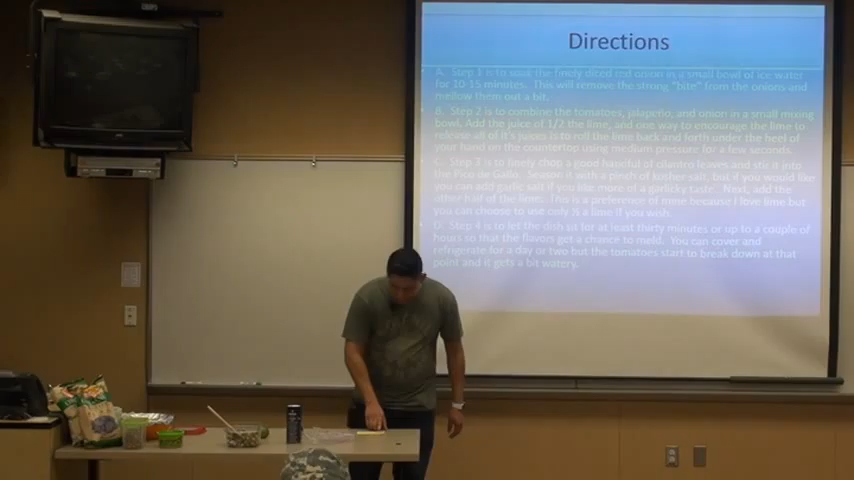 Directions
A. Step 1 is to soak the finely diced red onion in a small bowl of ice water
for 10-15 minutes. This will remove the strong "bite" from the onions and
mellow them out a bit.
B. Step 2 is to combine the tomatoes, jalapeño, and onion in a small mixing
bowl. Add the juice of 1/2 the lime, and one way to encourage the lime to
release all of it's juices is to roll the lime back and forth under the heel of
your hand on the countertop using medium pressure for a few seconds.
C. Step 3 is to finely chop a good handful of cilantro leaves and stir it into
the Pico de Gallo. Season it with a pinch of kosher salt, but if you would like
you can add garlic salt if you like more of a garlicky taste. Next, add the
other half of the lime. This is a preference of mine because I love lime but
you can choose to use only ½ a lime if you wish.
D. Step 4 is to let the dish sit for at least thirty minutes or up to a couple of
hours so that the flavors get a chance to meld. You can cover and
refrigerate for a day or two but the tomatoes start to break down at that
point and it gets a bit watery.